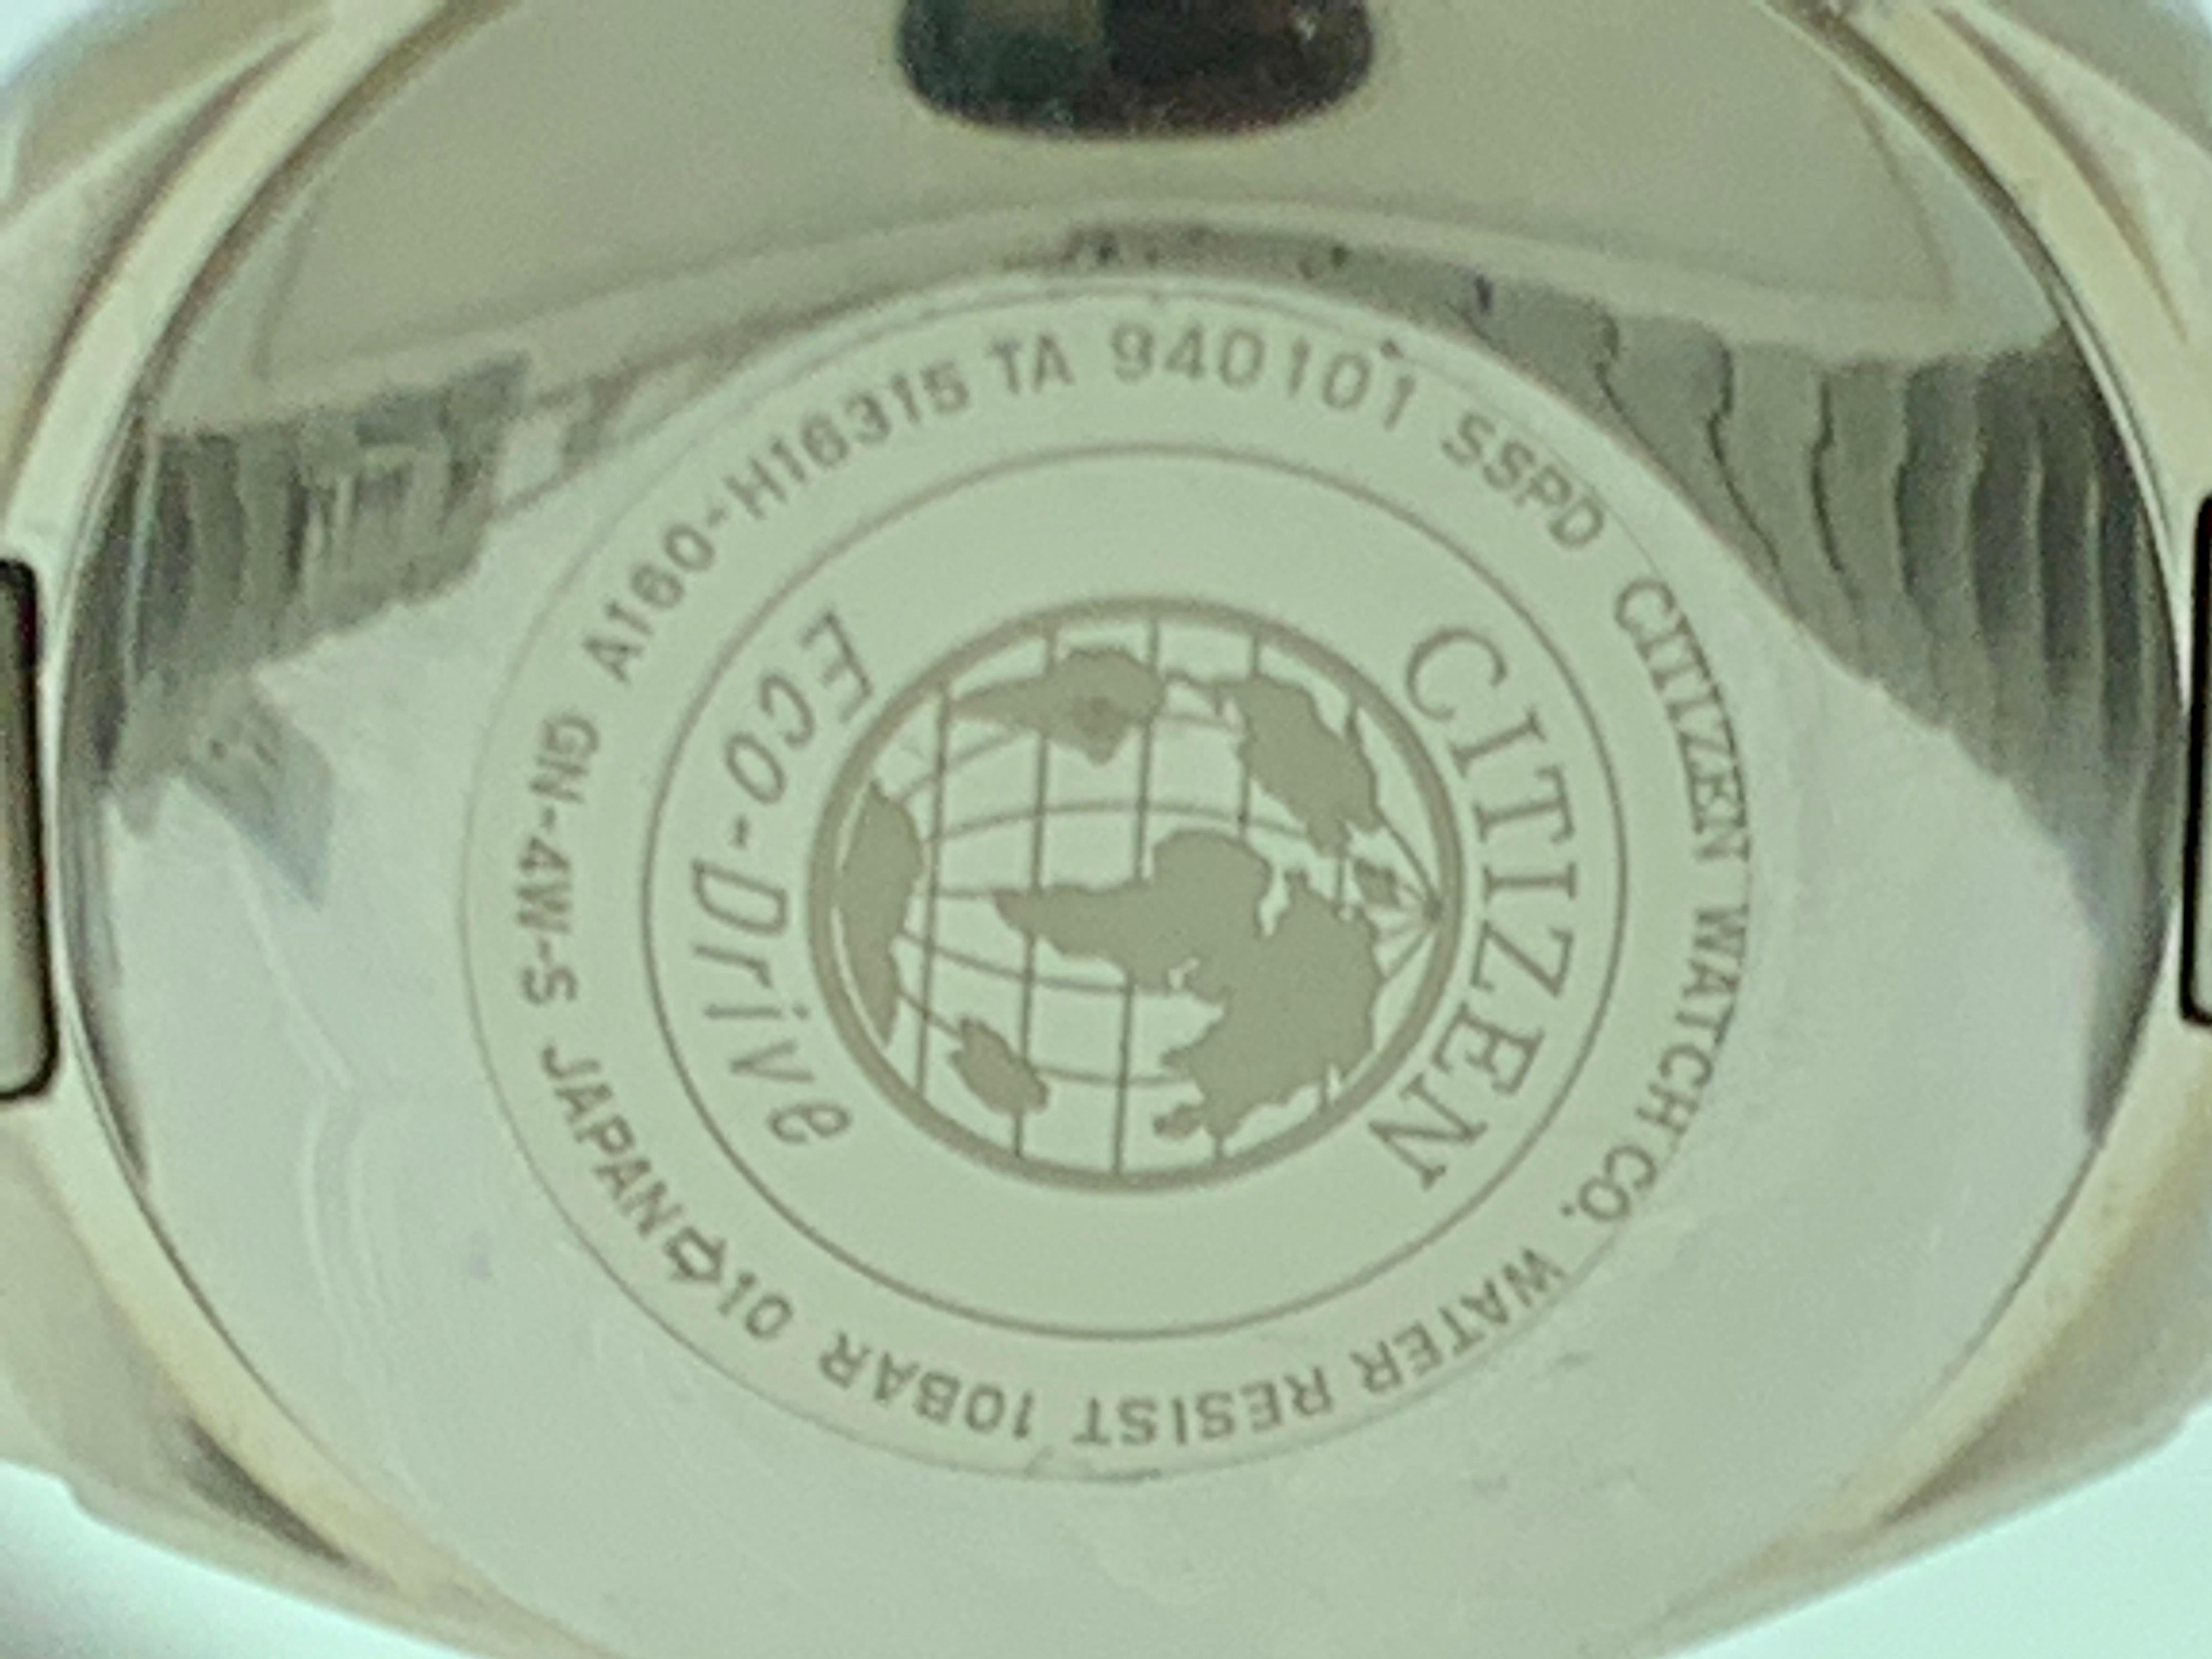 CITIZEN
Eco-Drive
A160-H16315 TA 940101 SSPD CITIZEN WATCH CO. WATER RESIST 10BAR 01 JAPAN GN-4W-S